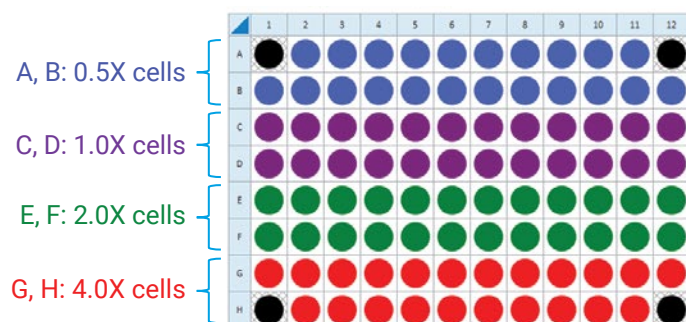 1 2 3 4 5 6 7 8 9 10 11 12
A
A, B: 0.5X cells
B
C
C, D: 1.0X cells
D
E
E, F: 2.0X cells
F
G
G, H: 4.0X cells
H